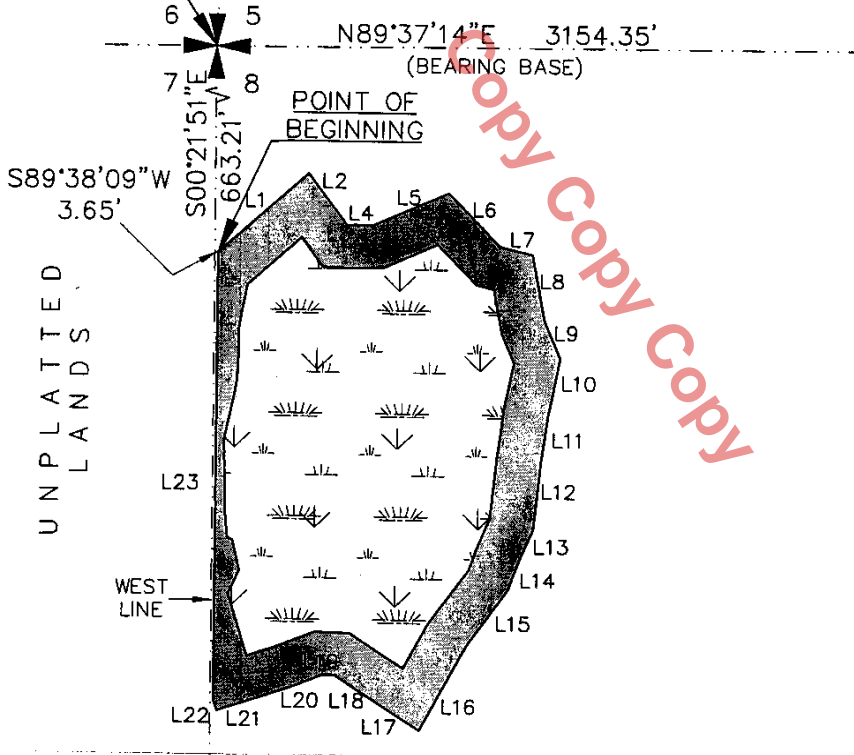 6 5
7 8
N89°37'14"E 3154.35'
(BEARING BASE)
S00°21'51"E
663.21'
POINT OF
BEGINNING
S89°38'09"W
3.65'
L1
L2
L4
L5
L6
L7
L8
L9
L10
L11
L12
L13
L14
L15
L16
L17
L18
L20
L21
L22
L23
UNPLATTED
LANDS
WEST
LINE
Copy Copy Copy Copy